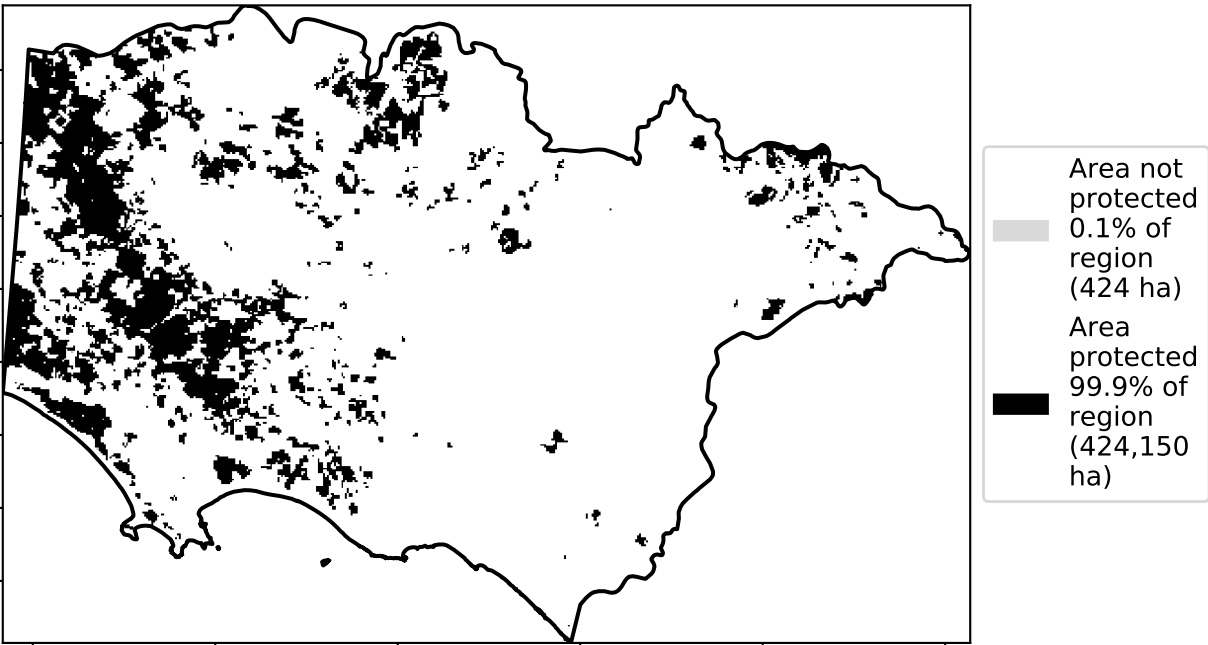 Area not
protected
0.1% of
region
(424 ha)
Area
protected
99.9% of
region
(424,150
ha)